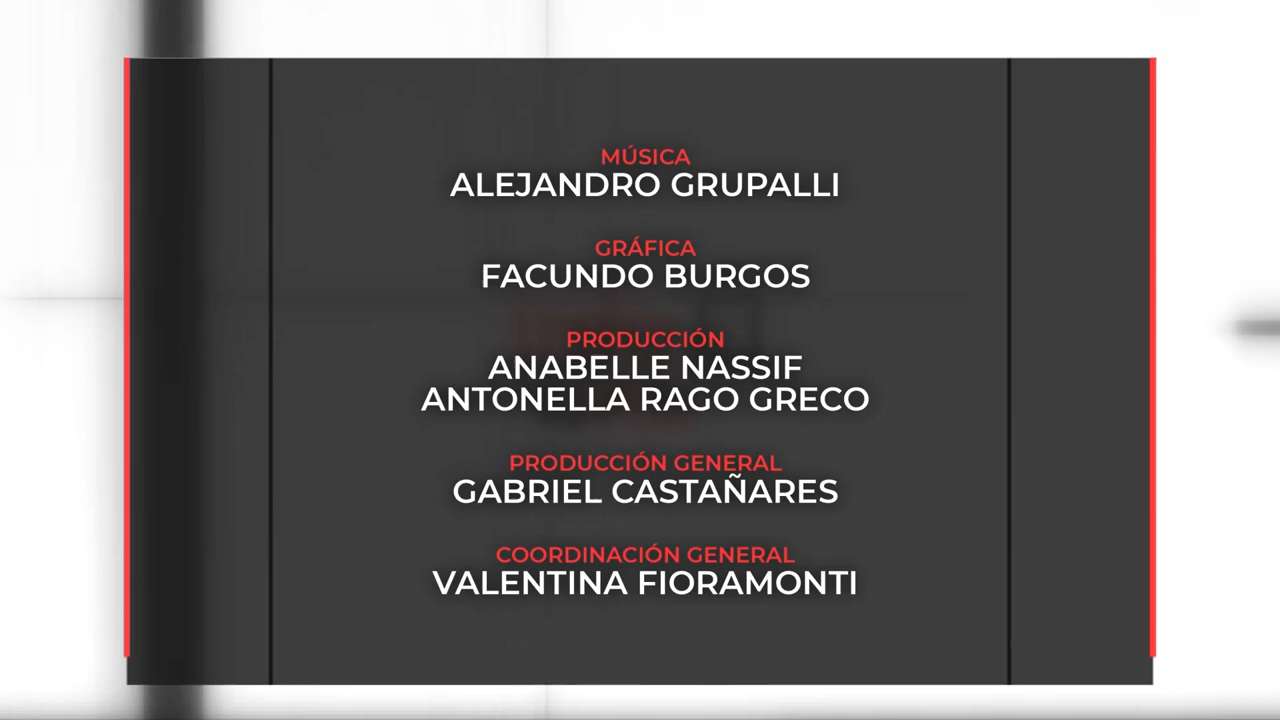 MÚSICA
ALEJANDRO GRUPALLI
GRÁFICA
FACUNDO BURGOS
PRODUCCIÓN
ANABELLE NASSIF
ANTONELLA RAGO GRECO
PRODUCCIÓN GENERAL
GABRIEL CASTAÑARES
COORDINACIÓN GENERAL
VALENTINA FIORAMONTI